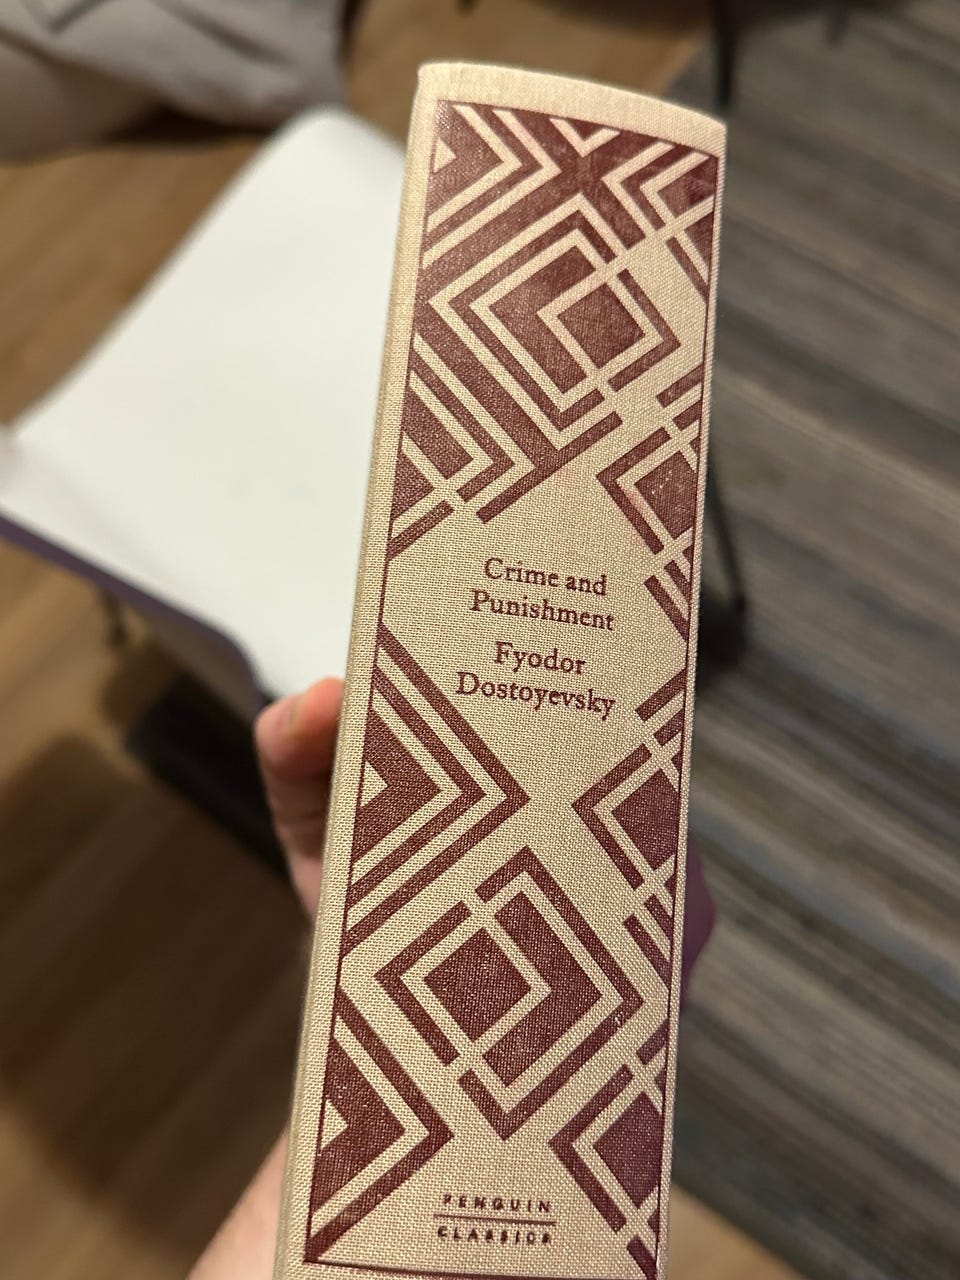 Crime and
Punishment
Fyodor
Dostoyevsky
PENGUIN
CLASSICS